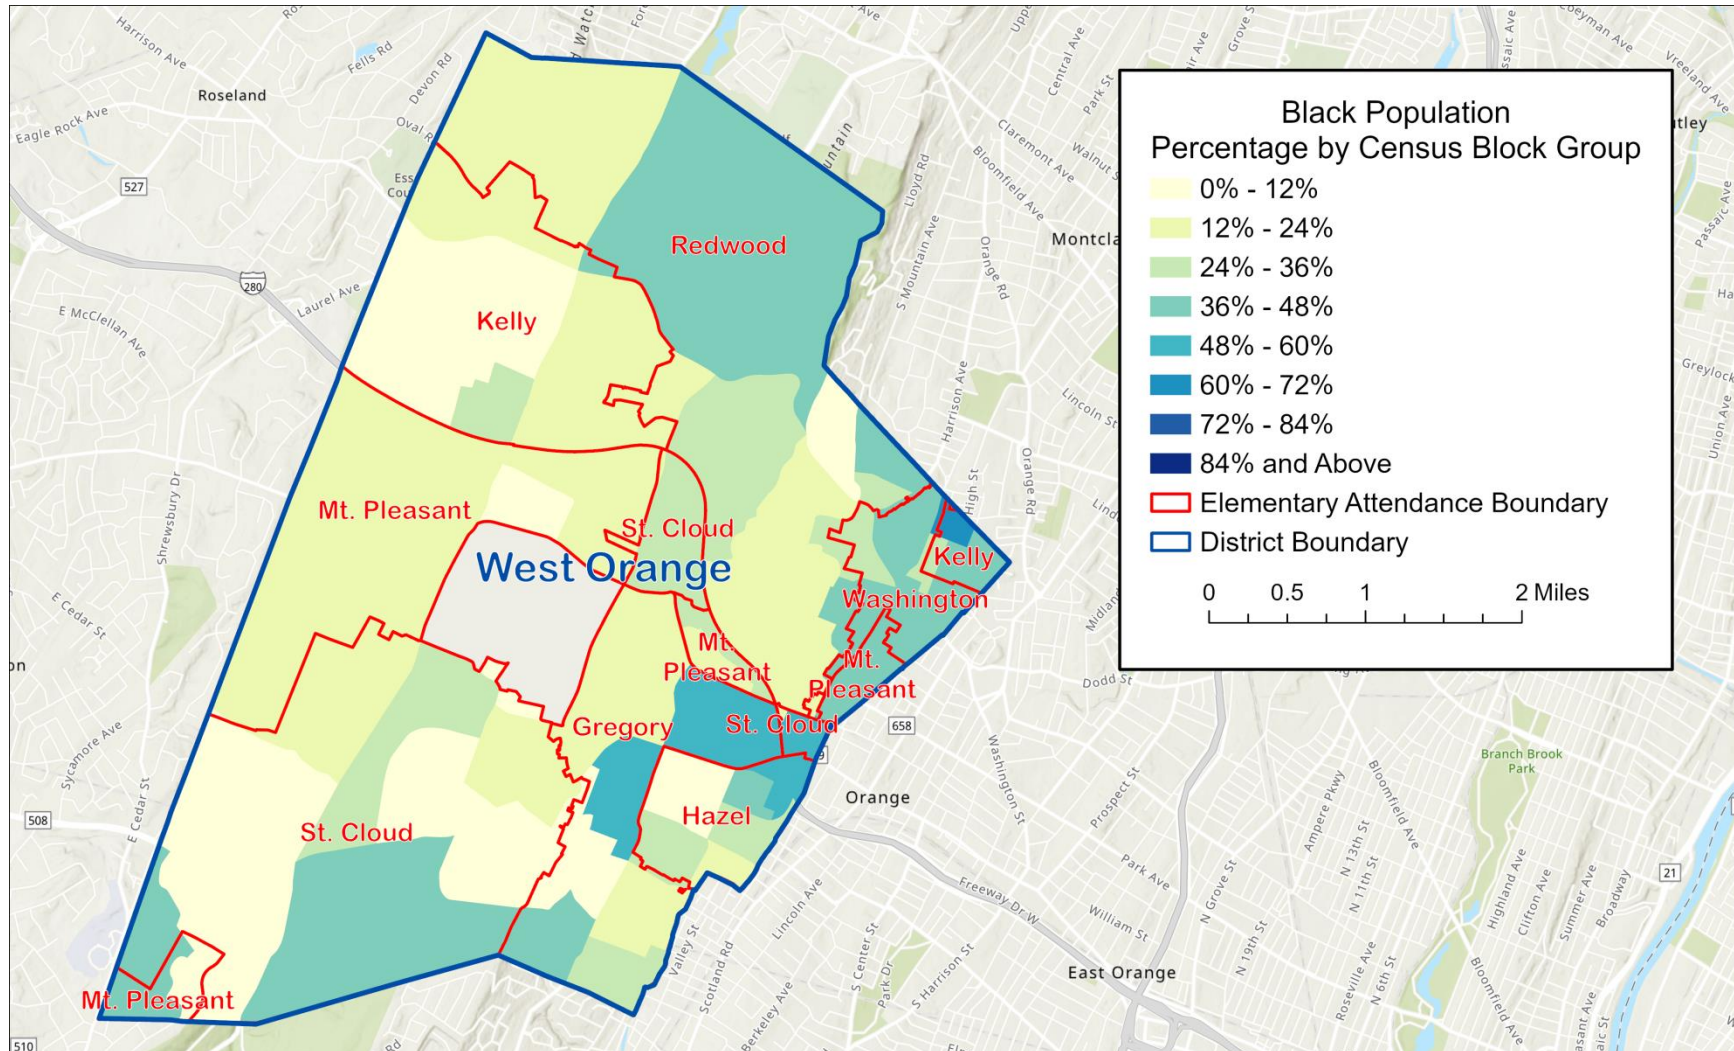 Harrison Ave
Fells Rd
Devon Rd
Roseland
Eagle Rock Ave
527
280
Laurel Ave
E McClellan Ave
Shrewsbury Dr
E Cedar St
Sycamore Ave
E Cedar St
508
510
Redwood
Kelly
Mt. Pleasant
St. Cloud
West Orange
Kelly
Washington
Mt.
Pleasant
Mt.
Pleasant
Gregory
St. Cloud
Hazel
St. Cloud
Mt. Pleasant
Central Ave
Park St
Grove St
Claremont Ave
Walnut S
Bloomfield Ave
Lloyd Rd
S Mountain Ave
Orange Rd
Montcla
Harrison Ave
Lincoln St
High St
Orange Rd
Dodd St
658
Washington St
Prospect St
Orange
Ampere Pkwy
Bloomfield Ave
Branch Brook
Park
N 13th St
N 11th St
Park Ave
N Grove St
Freeway Dr W
William St
N 19th St
Lincoln Ave
Valley St
Scotland Rd
S Center St
Park Dr
S Harrison St
Berkeley Ave
East Orange
Roseville Ave
N 6th St
Highland Ave
Clifton Ave
Summer Ave
Broadway
21
Bloomfield Ave
Vreeland Ave
Passaic Ave
Greylock
Union Ave
Black Population
Percentage by Census Block Group
0% - 12%
12% - 24%
24% - 36%
36% - 48%
48% - 60%
60% - 72%
72% - 84%
84% and Above
Elementary Attendance Boundary
District Boundary
0 0.5 1 2 Miles